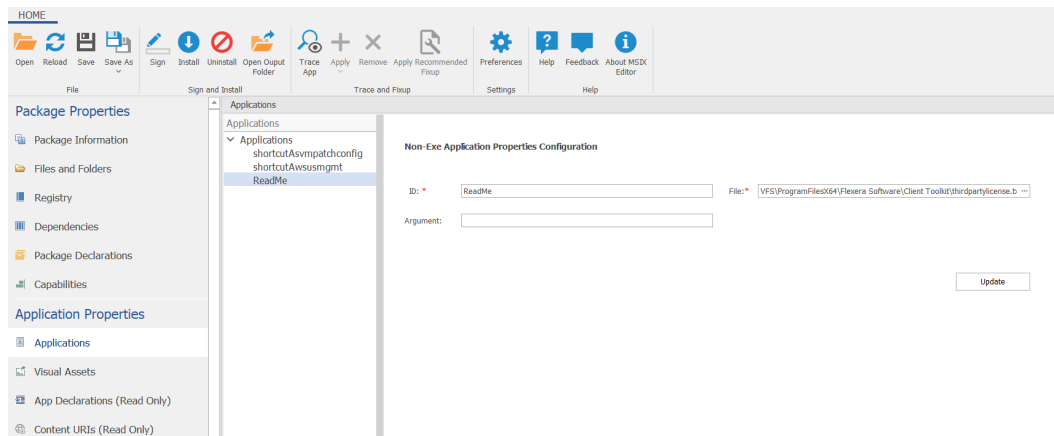 HOME
Open Reload Save Save As Sign Install Uninstall Open Ouput Folder Trace App Apply Remove Apply Recommended Fixup Preferences Help Feedback About MSIX Editor
File Sign and Install Trace and Fixup Settings Help
Package Properties
Package Information
Files and Folders
Registry
Dependencies
Package Declarations
Capabilities
Application Properties
Applications
Visual Assets
App Declarations (Read Only)
Content URIs (Read Only)
Applications
Applications
Applications
shortcutAsvmpatchconfig
shortcutAwsusmgmt
ReadMe
Non-Exe Application Properties Configuration
ID: * ReadMe File:* VFS\ProgramFilesX64\Flexera Software\Client Toolkit\thirdpartylicense.b ...
Argument:
Update